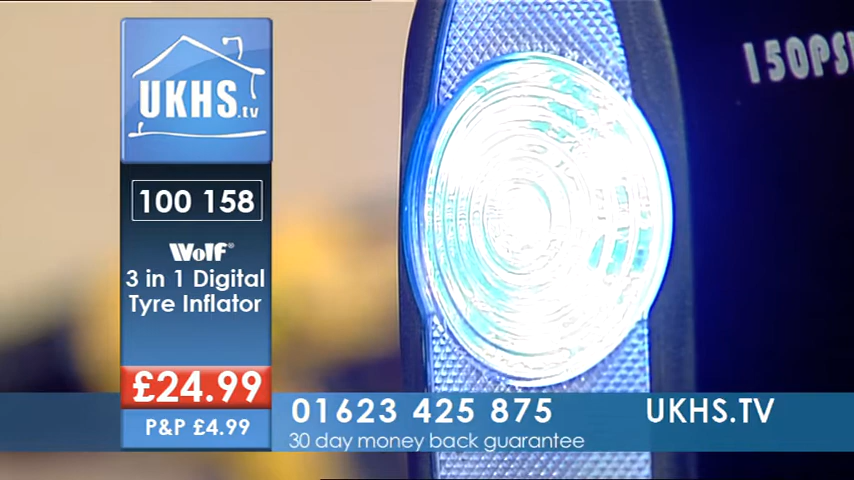 UKHS.tv
100 158
Wolf®
3 in 1 Digital
Tyre Inflator
£24.99
P&P £4.99
01623 425 875
UKHS.TV
30 day money back guarantee
150PSI